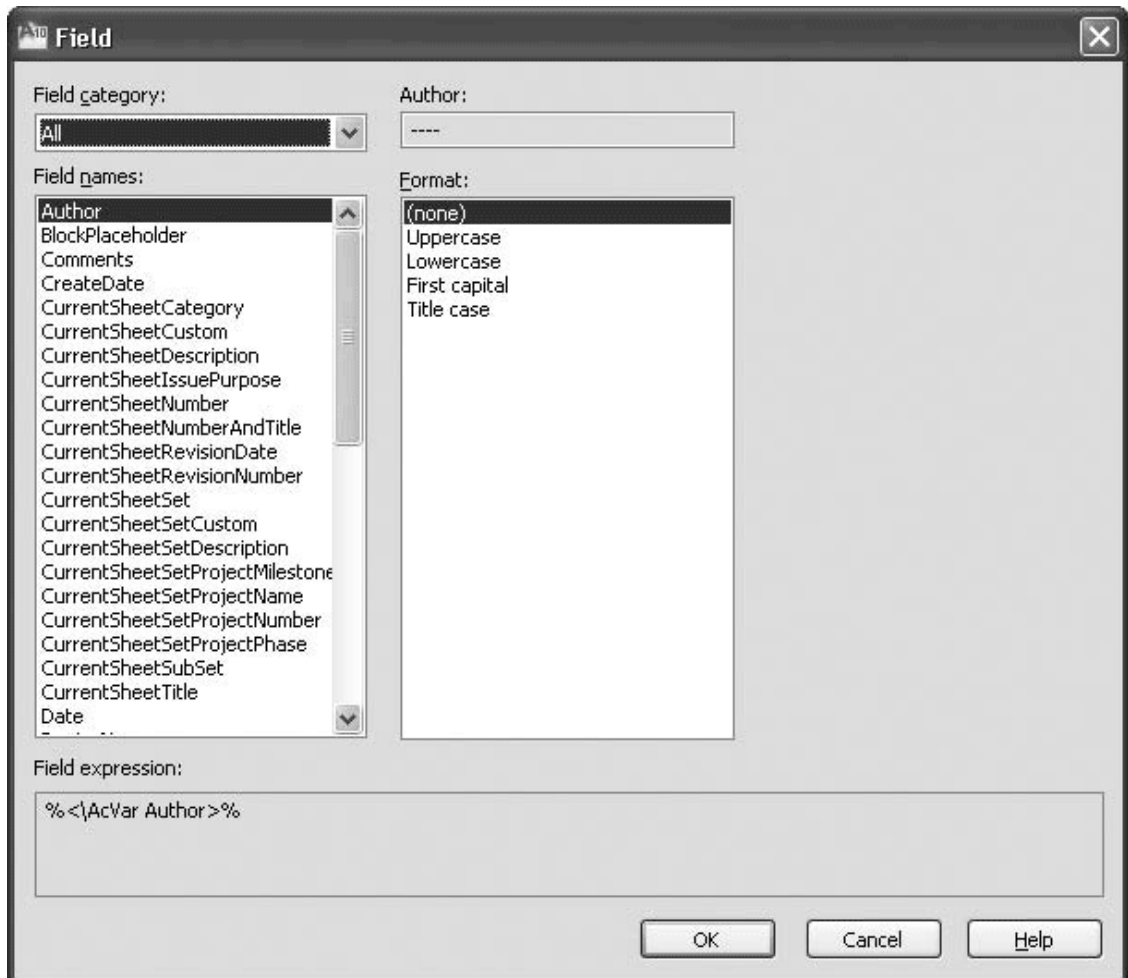 Field
Field category:
All
Field names:
Author
BlockPlaceholder
Comments
CreateDate
CurrentSheetCategory
CurrentSheetCustom
CurrentSheetDescription
CurrentSheetIssuePurpose
CurrentSheetNumber
CurrentSheetNumberAndTitle
CurrentSheetRevisionDate
CurrentSheetRevisionNumber
CurrentSheetSet
CurrentSheetSetCustom
CurrentSheetSetDescription
CurrentSheetSetProjectMilestone
CurrentSheetSetProjectName
CurrentSheetSetProjectNumber
CurrentSheetSetProjectPhase
CurrentSheetSubSet
CurrentSheetTitle
Date
Author:
----
Format:
(none)
Uppercase
Lowercase
First capital
Title case
Field expression:
%<\AcVar Author>%
OK Cancel Help